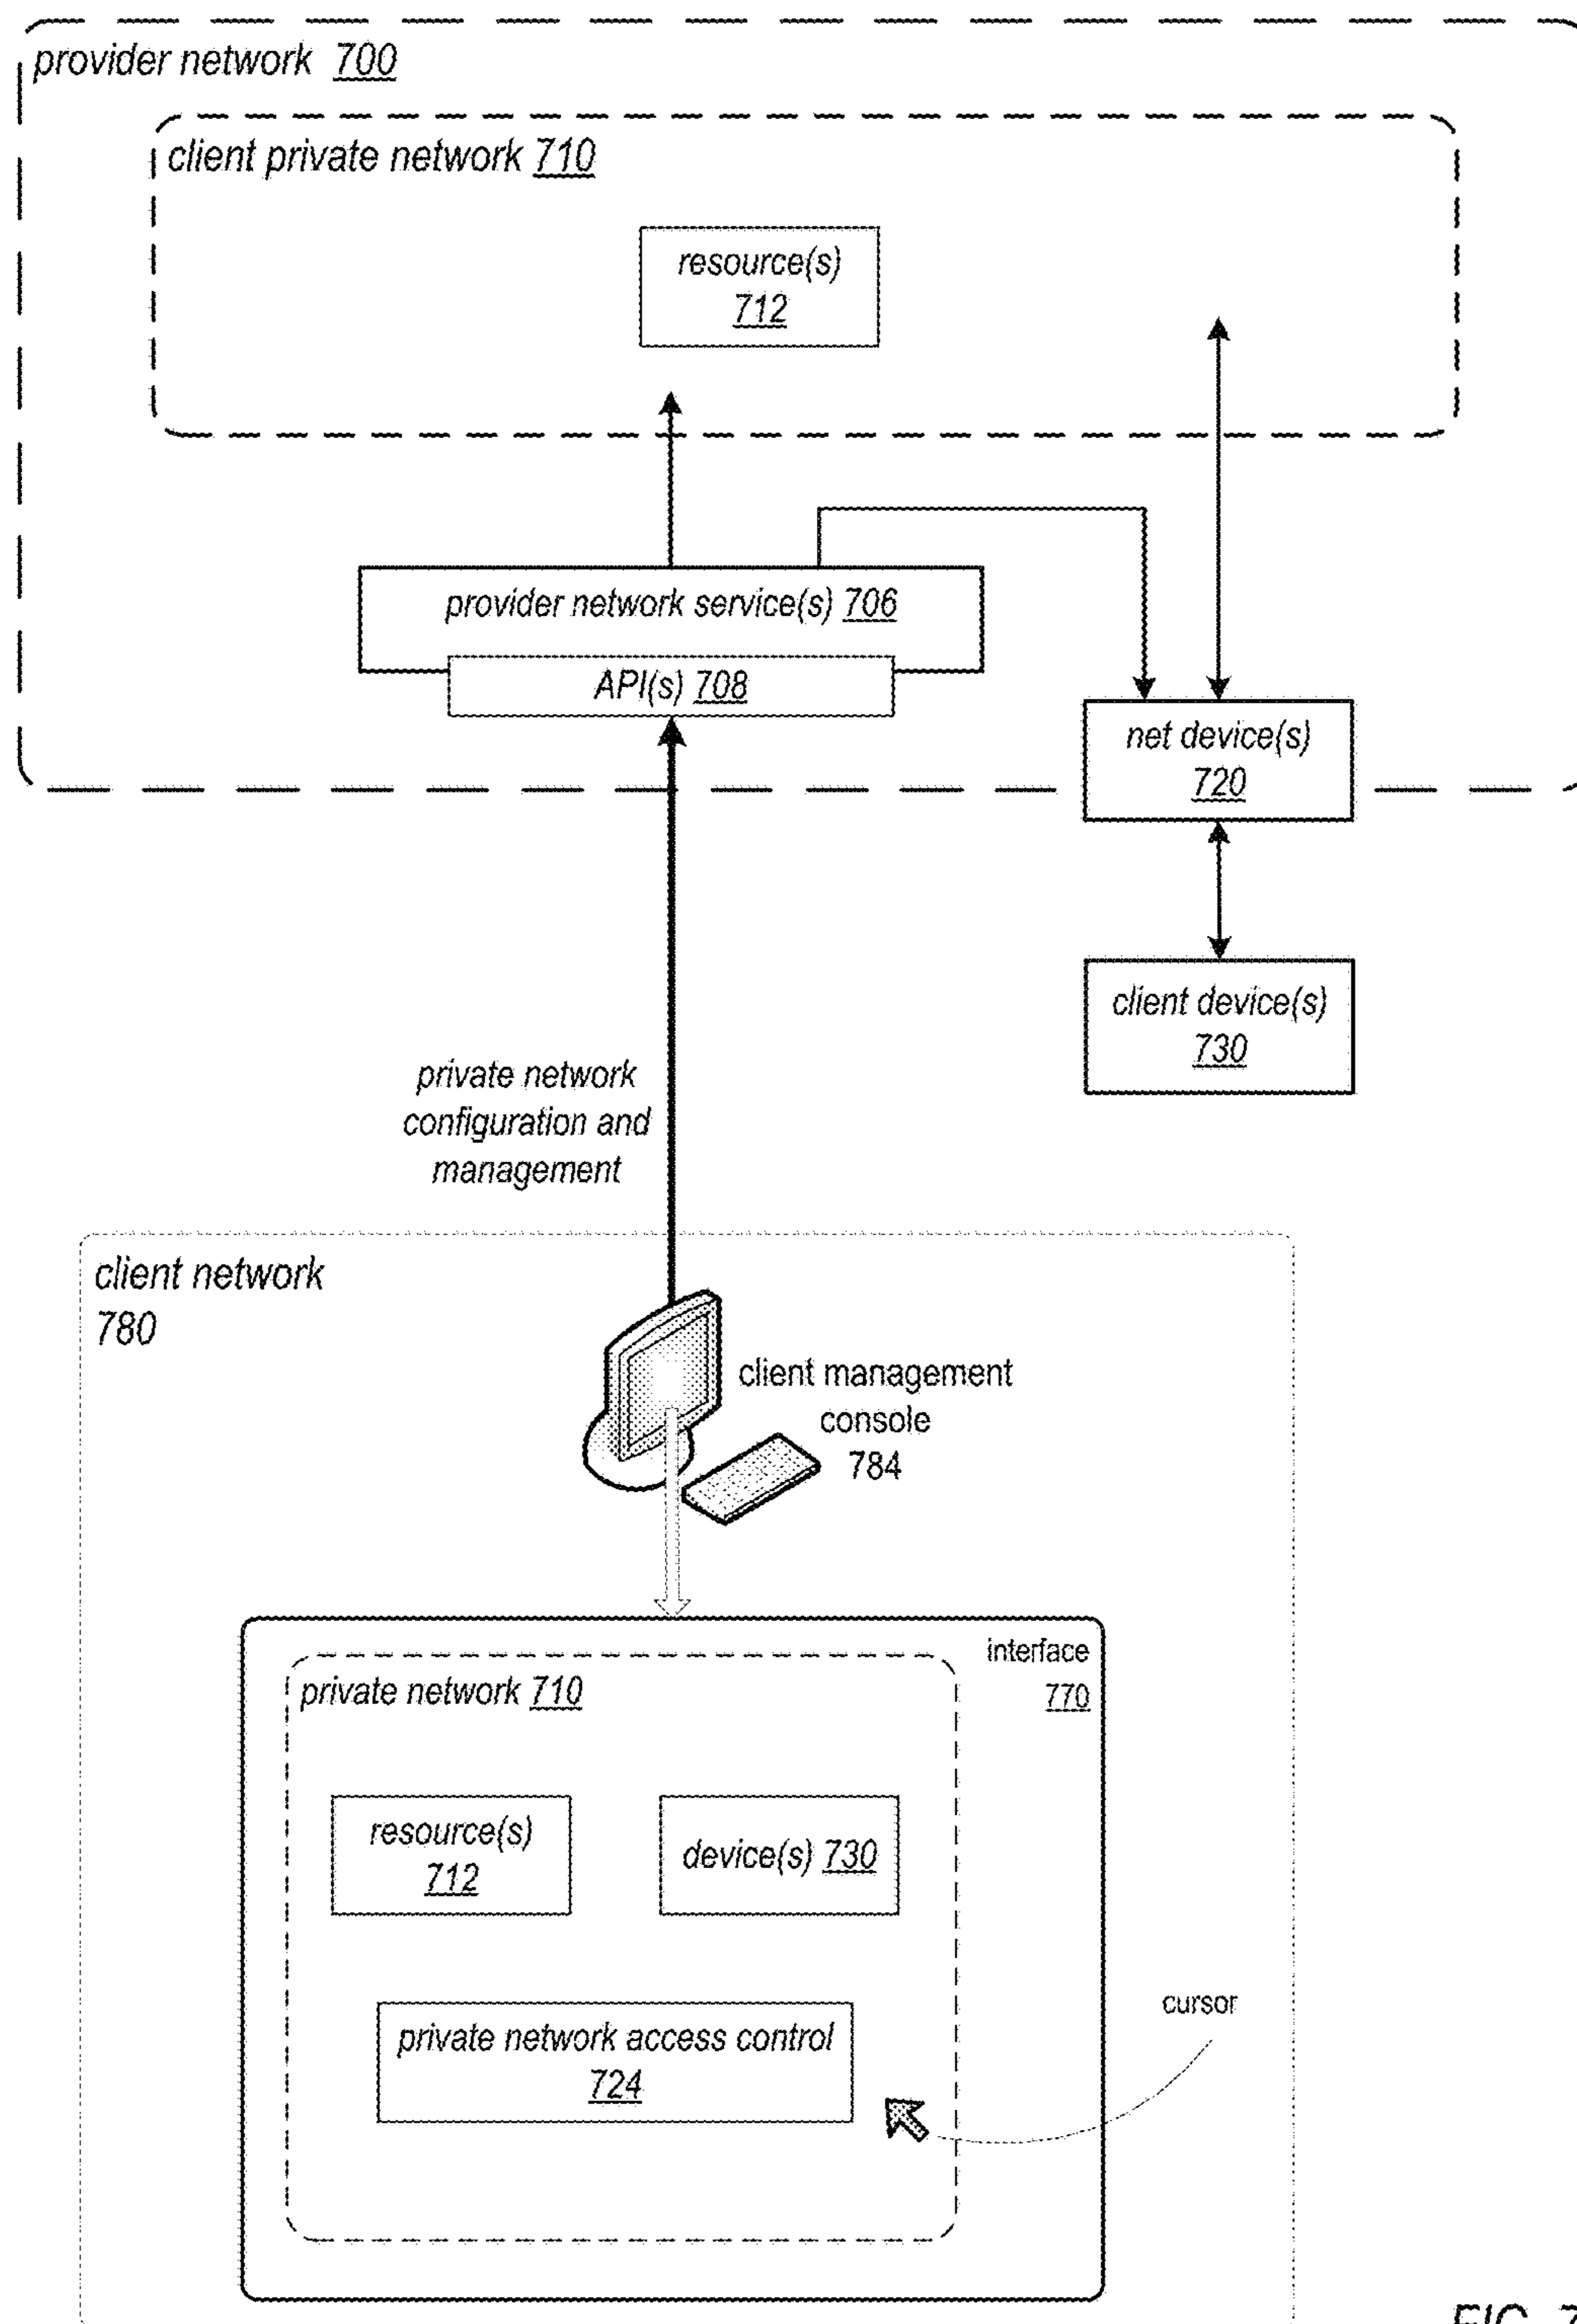 provider network 700
client private network 710
resource(s)
712
provider network service(s) 706
API(s) 708
net device(s)
720
client device(s)
730
private network
configuration and
management
client network
780
client management
console
784
interface
770
private network 710
resource(s)
712
device(s) 730
private network access control
724
cursor
FIG. 7